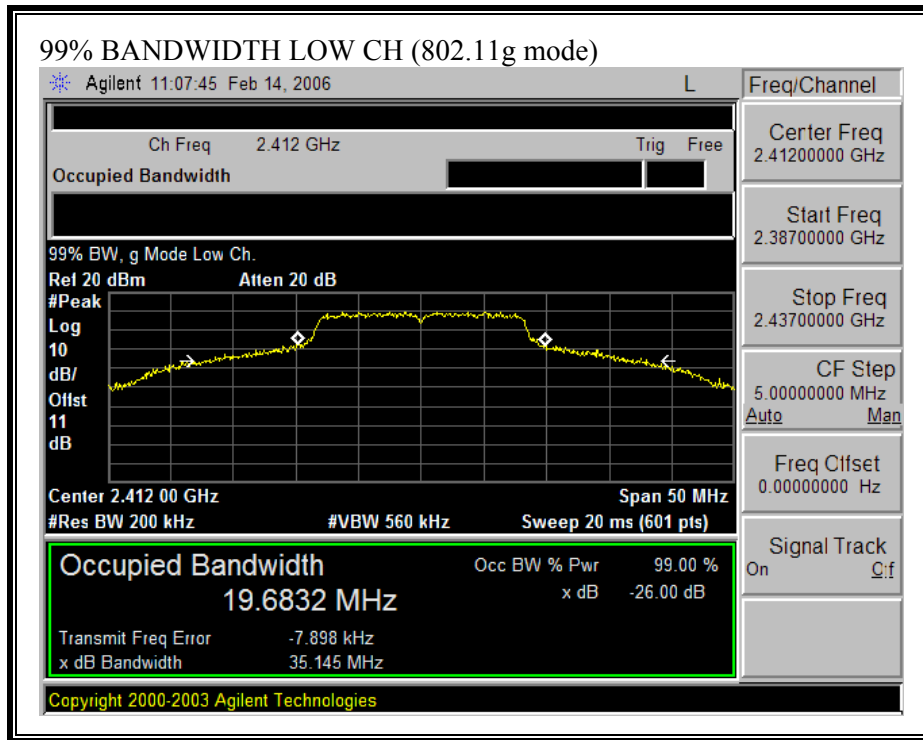 99% BANDWIDTH LOW CH (802.11g mode)
Agilent 11:07:45 Feb 14, 2006 L
Freq/Channel
Ch Freq 2.412 GHz Trig Free
Occupied Bandwidth
Center Freq
2.41200000 GHz
Start Freq
2.38700000 GHz
Stop Freq
2.43700000 GHz
CF Step
5.00000000 MHz
Auto Man
Freq Offset
0.00000000 Hz
Signal Track
On Off
99% BW, g Mode Low Ch.
Ref 20 dBm Atten 20 dB
#Peak
Log
10
dB/
Offst
11
dB
Center 2.412 00 GHz Span 50 MHz
#Res BW 200 kHz #VBW 560 kHz Sweep 20 ms (601 pts)
Occupied Bandwidth
19.6832 MHz
Occ BW % Pwr 99.00 %
x dB -26.00 dB
Transmit Freq Error -7.898 kHz
x dB Bandwidth 35.145 MHz
Copyright 2000-2003 Agilent Technologies